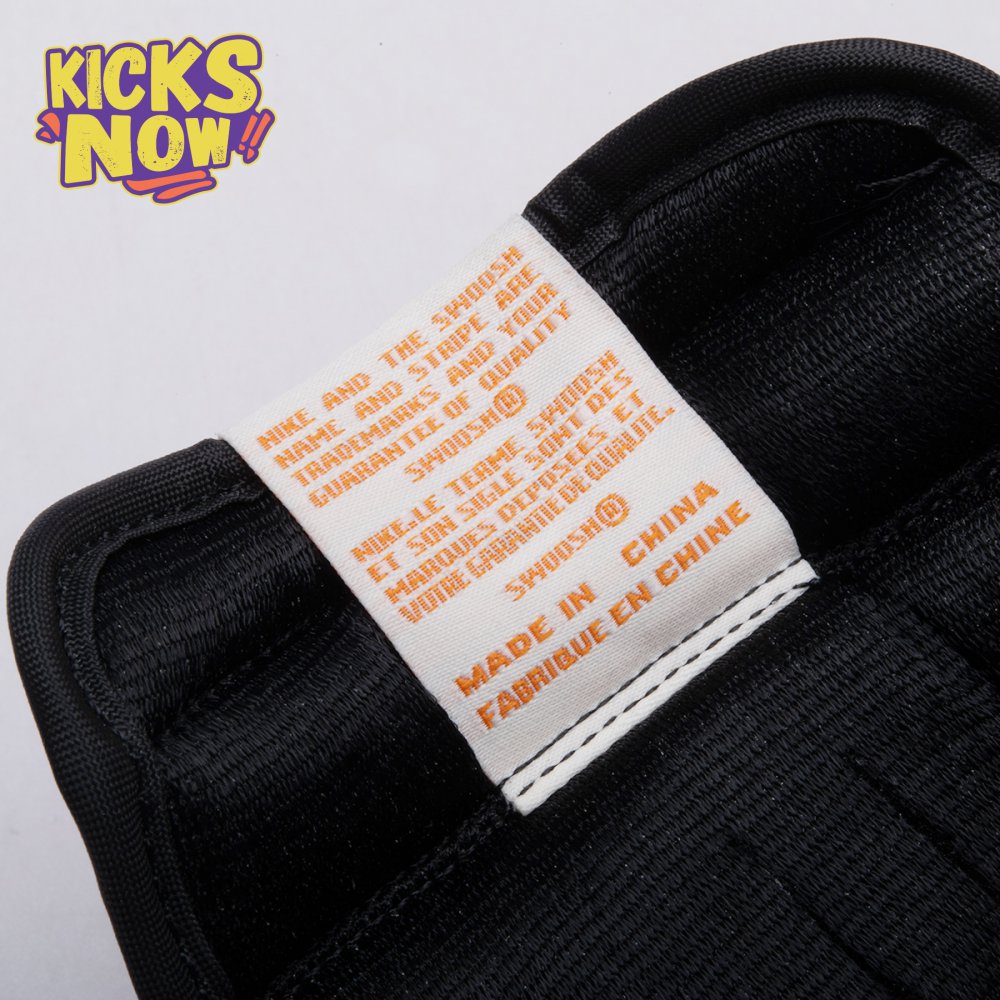 KICKS
NOW!!
NIKE AND THE SWOOSH
NAME AND STRIPE ARE
TRADEMARKS AND YOUR
GUARANTEE OF QUALITY
SWOOSH®
NIKE.LE TERME SWOOSH
ET SON SIGLE SONT DES
MARQUES DEPOSEES ET
VOTRE GARANTIE DE QUALITE.
SWOOSH®
MADE IN CHINA
FABRIQUE EN CHINE